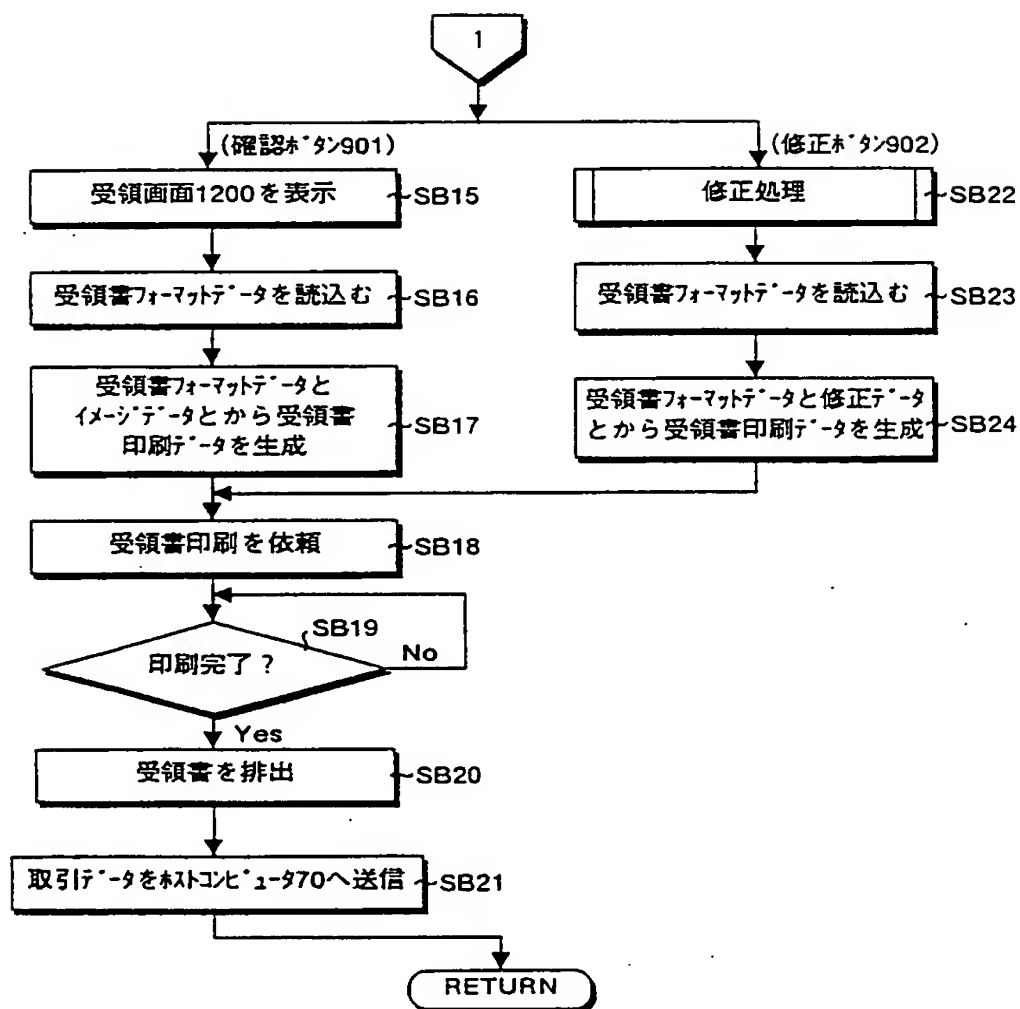 1
(確認ボタン901)
(修正ボタン902)
受領画面1200を表示
SB15
修正処理
SB22
受領書フォーマットデータを読込む
SB16
受領書フォーマットデータを読込む
SB23
受領書フォーマットデータと
イメージデータとから受領書
印刷データを生成
SB17
受領書フォーマットデータと修正データ
とから受領書印刷データを生成
SB24
受領書印刷を依頼
SB18
SB19
印刷完了?
No
Yes
受領書を排出
SB20
取引データをホストコンピュータ70へ送信
SB21
RETURN